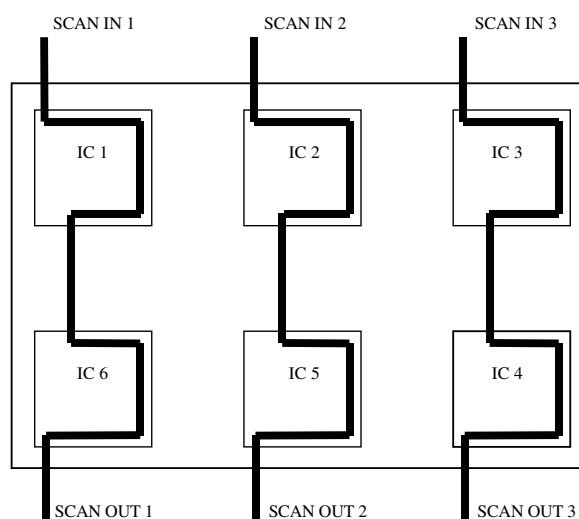 SCAN IN 1
SCAN IN 2
SCAN IN 3
IC 1
IC 2
IC 3
IC 6
IC 5
IC 4
SCAN OUT 1
SCAN OUT 2
SCAN OUT 3